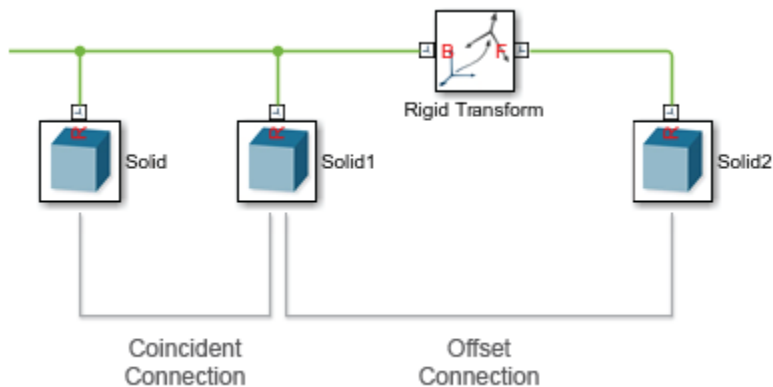 B F
Rigid Transform
R Solid
R Solid1
R Solid2
Coincident
Connection
Offset
Connection